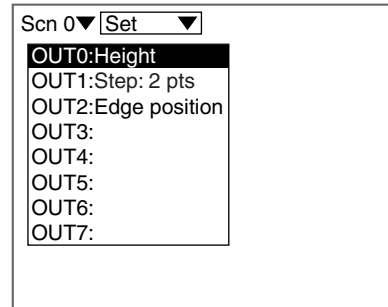 Scn 0▼ Set ▼
OUT0:Height
OUT1:Step: 2 pts
OUT2:Edge position
OUT3:
OUT4:
OUT5:
OUT6:
OUT7: